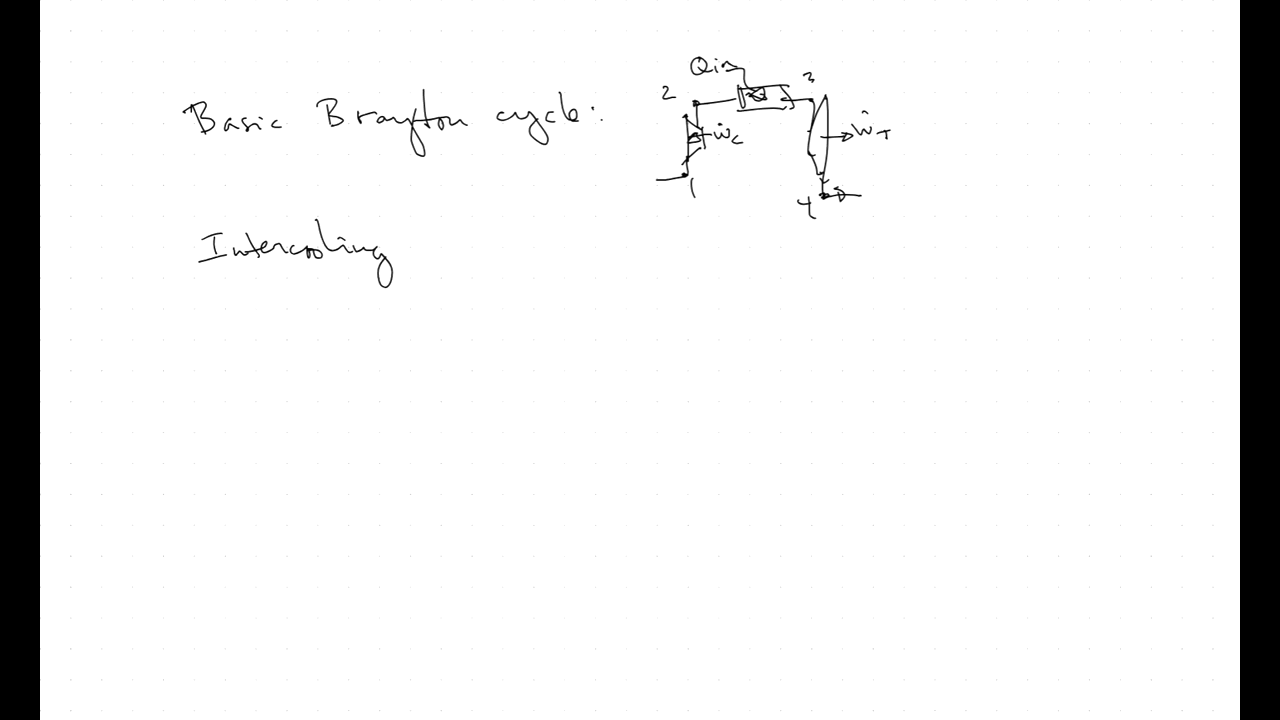 Basic Brayton cycle:
Qin
2
3
Ẇc
ẆT
1
4
Intercooling